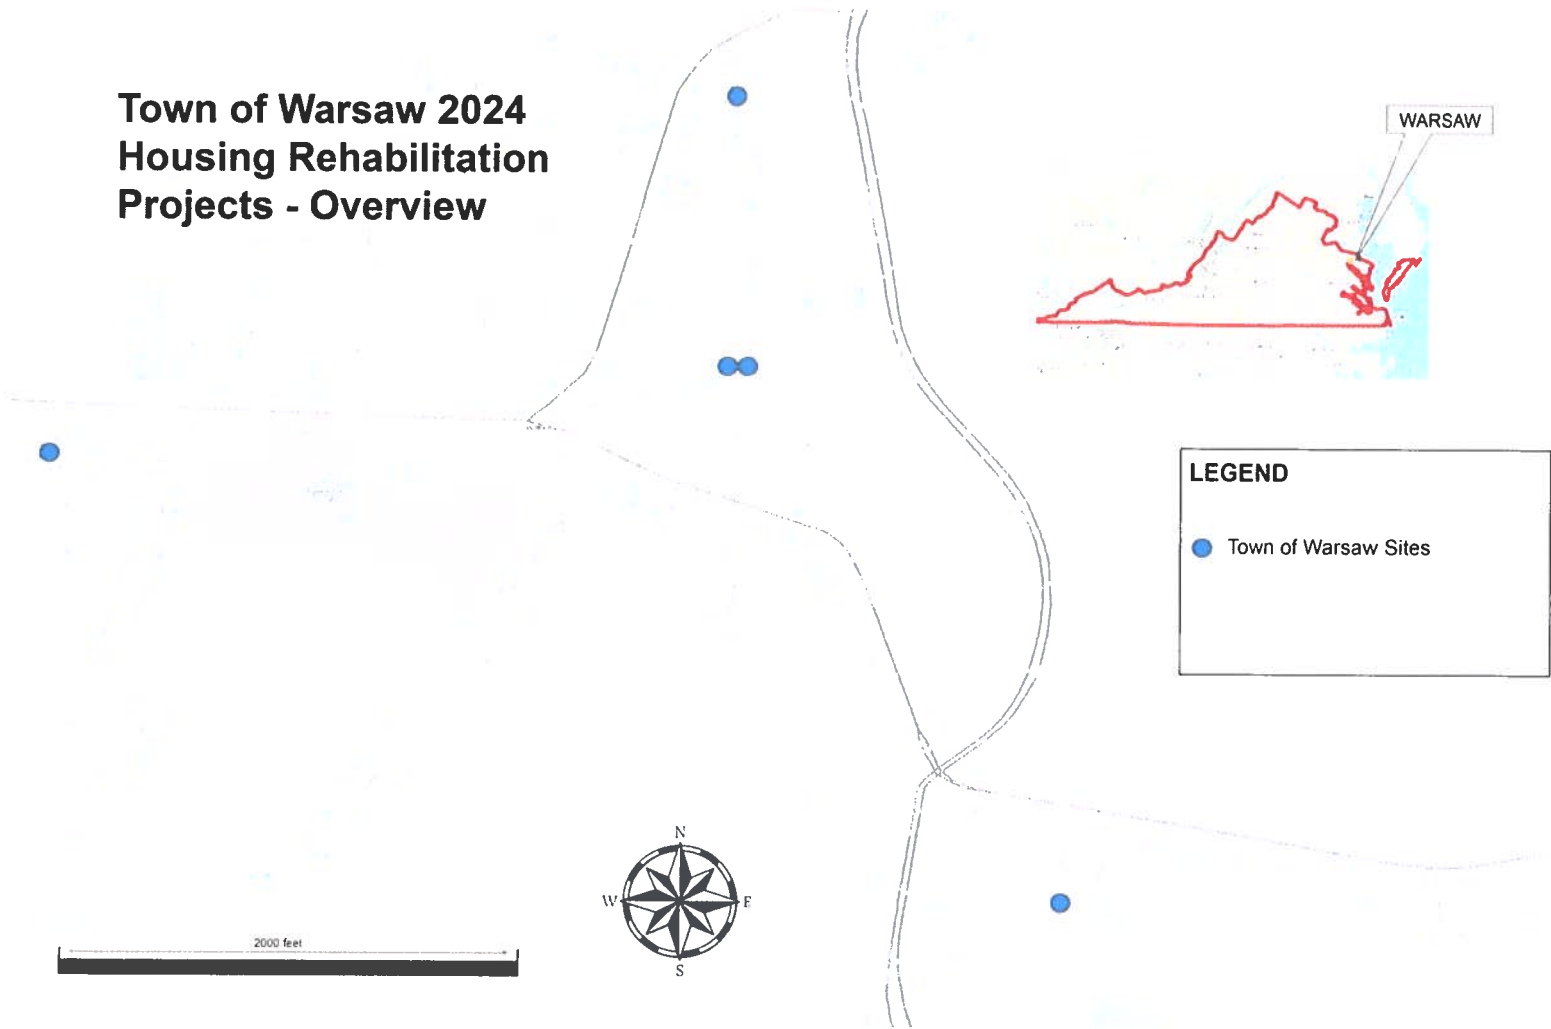 Town of Warsaw 2024
Housing Rehabilitation
Projects - Overview
WARSAW
LEGEND
Town of Warsaw Sites
N
W
E
S
2000 feet